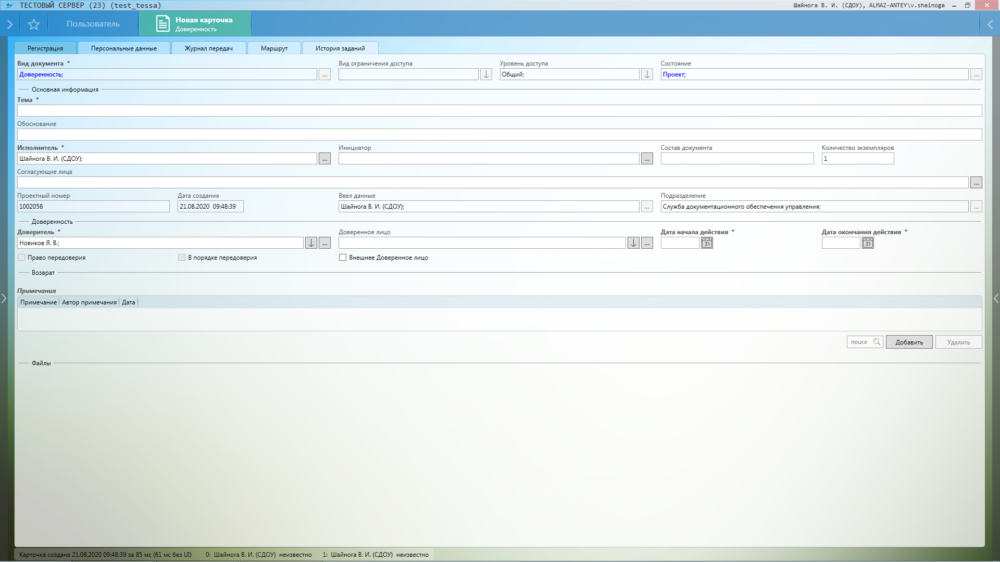 ТЕСТОВЫЙ СЕРВЕР (23) (test_tessa)
Шайнога В. И. (СДОУ), ALMAZ-ANTEY\v.shainoga
Пользователь
Новая карточка
Доверенность
Регистрация Персональные данные Журнал передач Маршрут История заданий
Вид документа * Вид ограничения доступа Уровень доступа Состояние
Доверенность; ... Общий; Проект; ...
Основная информация
Тема *
Обоснование
Исполнитель * Инициатор Состав документа Количество экземпляров
Шайнога В. И. (СДОУ); ... ... 1
Согласующие лица
...
Проектный номер Дата создания Ввел данные Подразделение
1002058 21.08.2020 09:48:39 Шайнога В. И. (СДОУ); ... Служба документационного обеспечения управления; ...
Доверенность
Доверитель * Доверенное лицо Дата начала действия * Дата окончания действия *
Новиков Я. В.; ... ... 31 31
Право передоверия В порядке передоверия Внешнее Доверенное лицо
Возврат
Примечания
Примечание Автор примечания Дата
поиск Добавить Удалить
Файлы
Карточка создана 21.08.2020 09:48:39 за 85 мс (61 мс без UI) 0: Шайнога В. И. (СДОУ) неизвестно 1: Шайнога В. И. (СДОУ) неизвестно